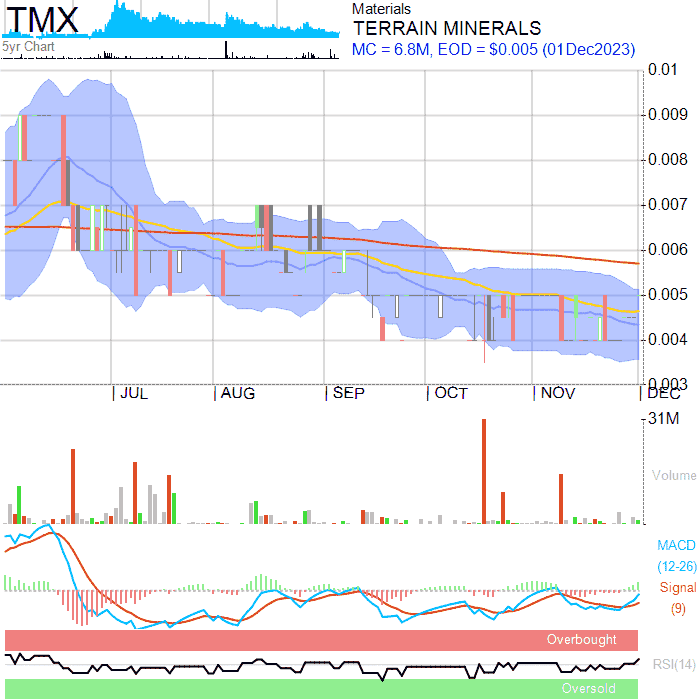 TMX
5yr Chart
Materials
TERRAIN MINERALS
MC = 6.8M, EOD = $0.005 (01Dec2023)
0.01
0.009
0.008
0.007
0.006
0.005
0.004
0.003
JUL
AUG
SEP
OCT
NOV
DEC
31M
Volume
MACD
(12-26)
Signal
(9)
Overbought
RSI(14)
Oversold